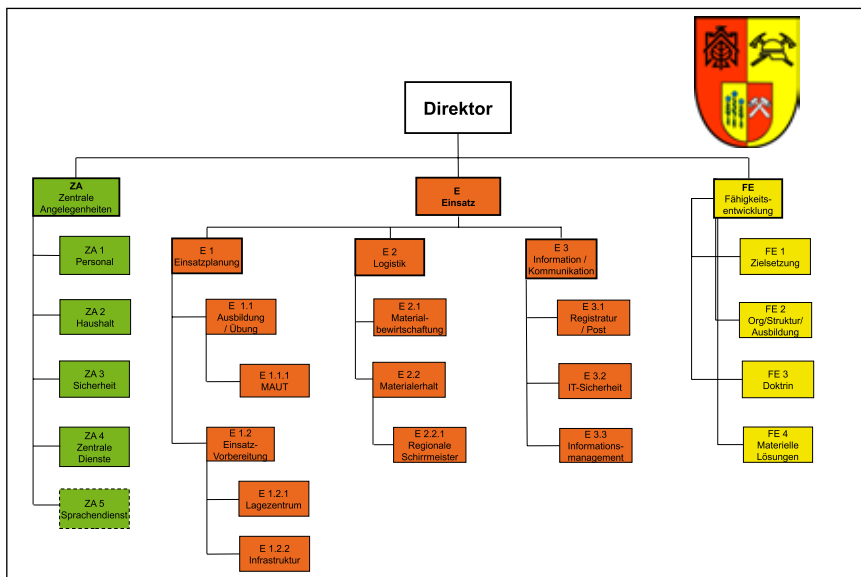 Direktor
ZA
Zentrale
Angelegenheiten
ZA 1
Personal
ZA 2
Haushalt
ZA 3
Sicherheit
ZA 4
Zentrale
Dienste
ZA 5
Sprachendienst
E
Einsatz
E 1
Einsatzplanung
E 1.1
Ausbildung
/ Übung
E 1.1.1
MAUT
E 1.2
Einsatz-
Vorbereitung
E 1.2.1
Lagezentrum
E 1.2.2
Infrastruktur
E 2
Logistik
E 2.1
Material-
bewirtschaftung
E 2.2
Materialerhalt
E 2.2.1
Regionale
Schirrmeister
E 3
Information /
Kommunikation
E 3.1
Registratur
/ Post
E 3.2
IT-Sicherheit
E 3.3
Informations-
management
FE
Fähigkeits-
entwicklung
FE 1
Zielsetzung
FE 2
Org/Struktur/
Ausbildung
FE 3
Doktrin
FE 4
Materielle
Lösungen